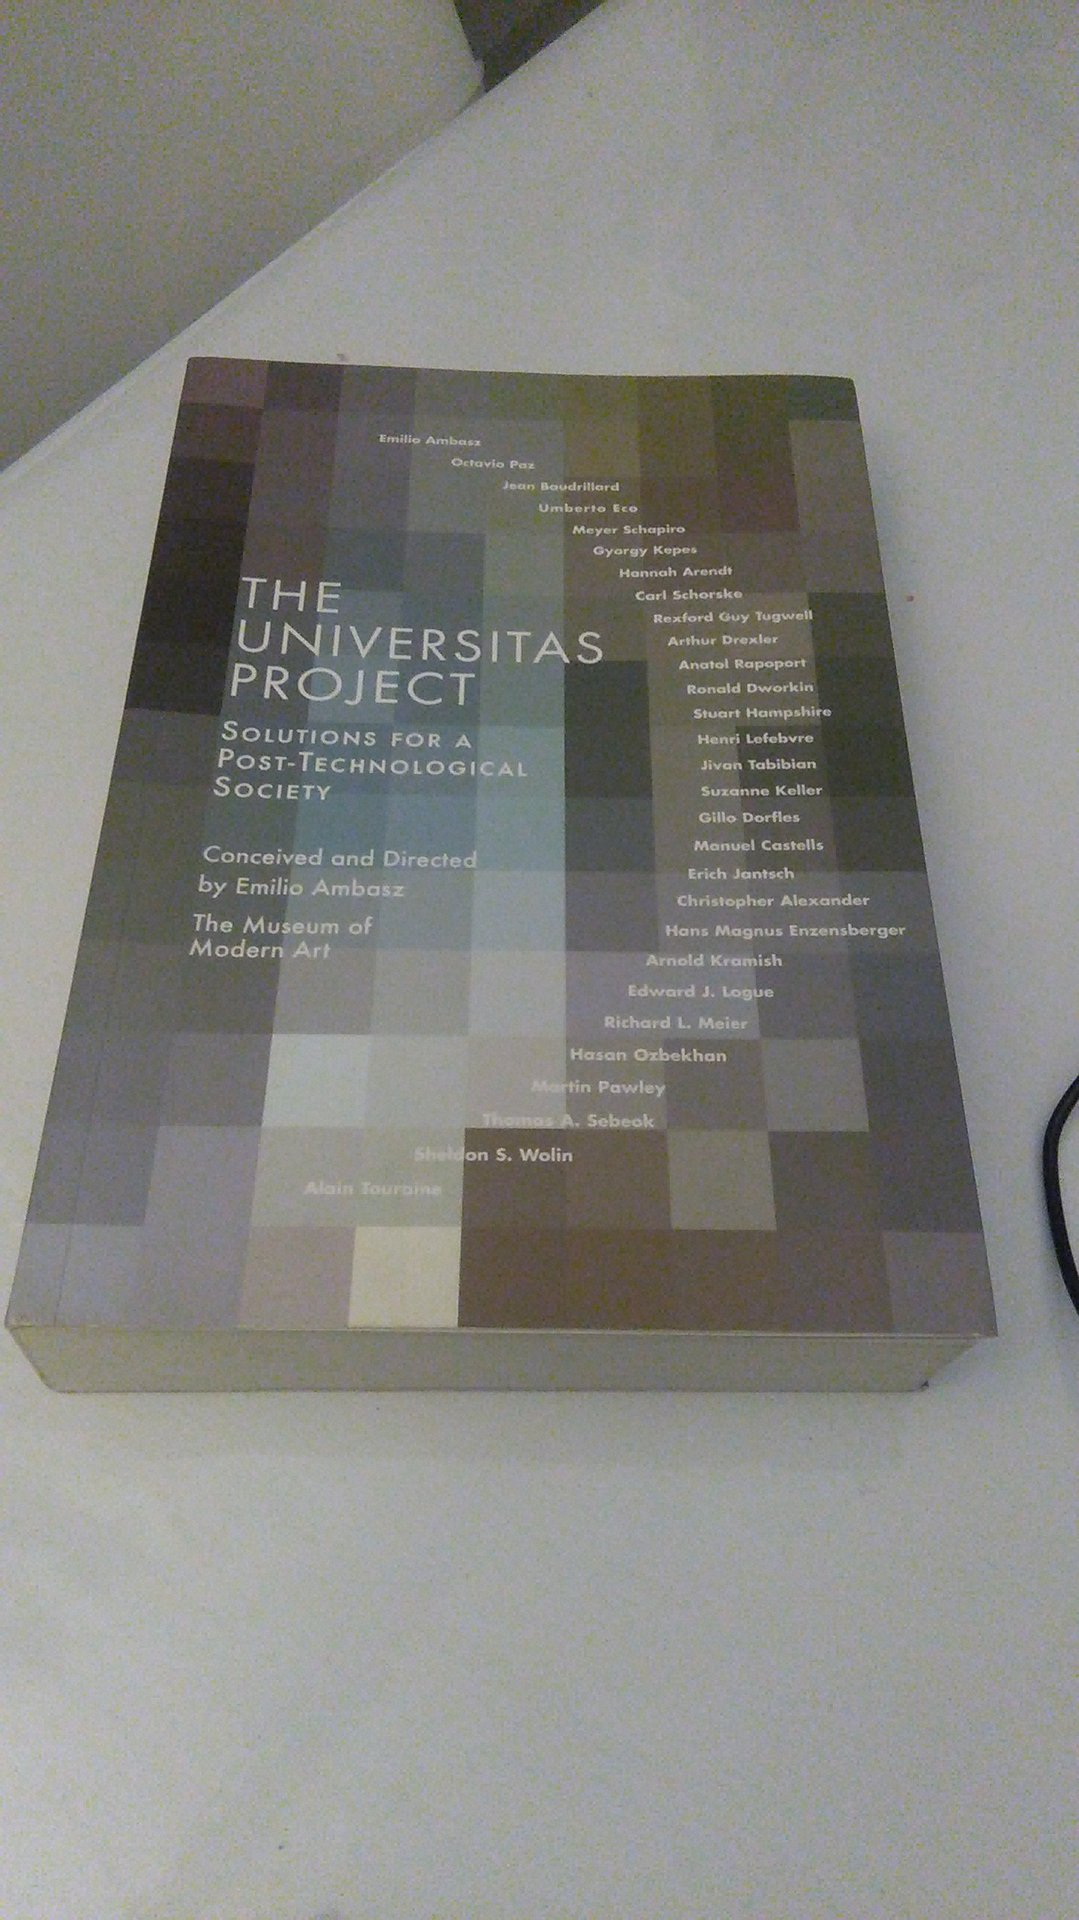 Emilio Ambasz
Octavio Paz
Jean Baudrillard
Umberto Eco
Meyer Schapiro
Gyorgy Kepes
Hannah Arendt
Carl Schorske
Rexford Guy Tugwell
Arthur Drexler
Anatol Rapoport
Ronald Dworkin
Stuart Hampshire
Henri Lefebvre
Jivan Tabibian
Suzanne Keller
Gillo Dorfles
Manuel Castells
Erich Jantsch
Christopher Alexander
Hans Magnus Enzensberger
Arnold Kramish
Edward J. Logue
Richard L. Meier
Hasan Ozbekhan
Martin Pawley
Thomas A. Sebeok
Sheldon S. Wolin
Alain Touraine
THE
UNIVERSITAS
PROJECT
SOLUTIONS FOR A
POST-TECHNOLOGICAL
SOCIETY
Conceived and Directed
by Emilio Ambasz
The Museum of
Modern Art